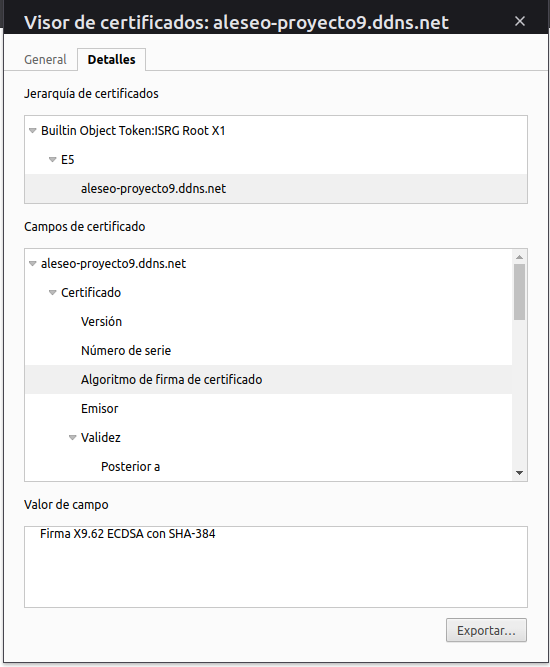 Visor de certificados: aleseo-proyecto9.ddns.net
General
Detalles
Jerarquía de certificados
Builtin Object Token:ISRG Root X1
E5
aleseo-proyecto9.ddns.net
Campos de certificado
aleseo-proyecto9.ddns.net
Certificado
Versión
Número de serie
Algoritmo de firma de certificado
Emisor
Validez
Posterior a
Valor de campo
Firma X9.62 ECDSA con SHA-384
Exportar...